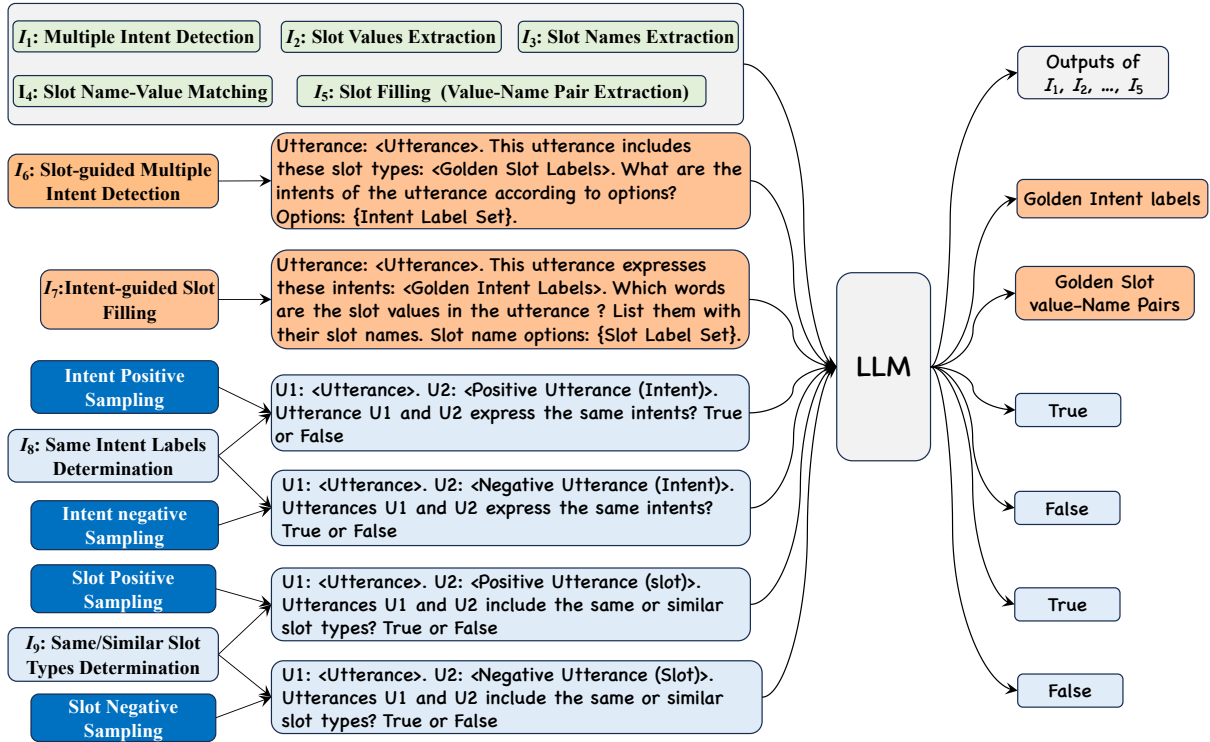 I1: Multiple Intent Detection
I2: Slot Values Extraction
I3: Slot Names Extraction
I4: Slot Name-Value Matching
I5: Slot Filling (Value-Name Pair Extraction)
Outputs of
I1, I2, ..., I5
I6: Slot-guided Multiple
Intent Detection
Utterance: <Utterance>. This utterance includes
these slot types: <Golden Slot Labels>. What are the
intents of the utterance according to options?
Options: {Intent Label Set}.
Golden Intent labels
I7:Intent-guided Slot
Filling
Utterance: <Utterance>. This utterance expresses
these intents: <Golden Intent Labels>. Which words
are the slot values in the utterance ? List them with
their slot names. Slot name options: {Slot Label Set}.
Golden Slot
value-Name Pairs
LLM
Intent Positive
Sampling
I8: Same Intent Labels
Determination
Intent negative
Sampling
U1: <Utterance>. U2: <Positive Utterance (Intent)>.
Utterance U1 and U2 express the same intents? True
or False
True
U1: <Utterance>. U2: <Negative Utterance (Intent)>.
Utterances U1 and U2 express the same intents?
True or False
False
Slot Positive
Sampling
I9: Same/Similar Slot
Types Determination
Slot Negative
Sampling
U1: <Utterance>. U2: <Positive Utterance (slot)>.
Utterances U1 and U2 include the same or similar
slot types? True or False
True
U1: <Utterance>. U2: <Negative Utterance (Slot)>.
Utterances U1 and U2 include the same or similar
slot types? True or False
False